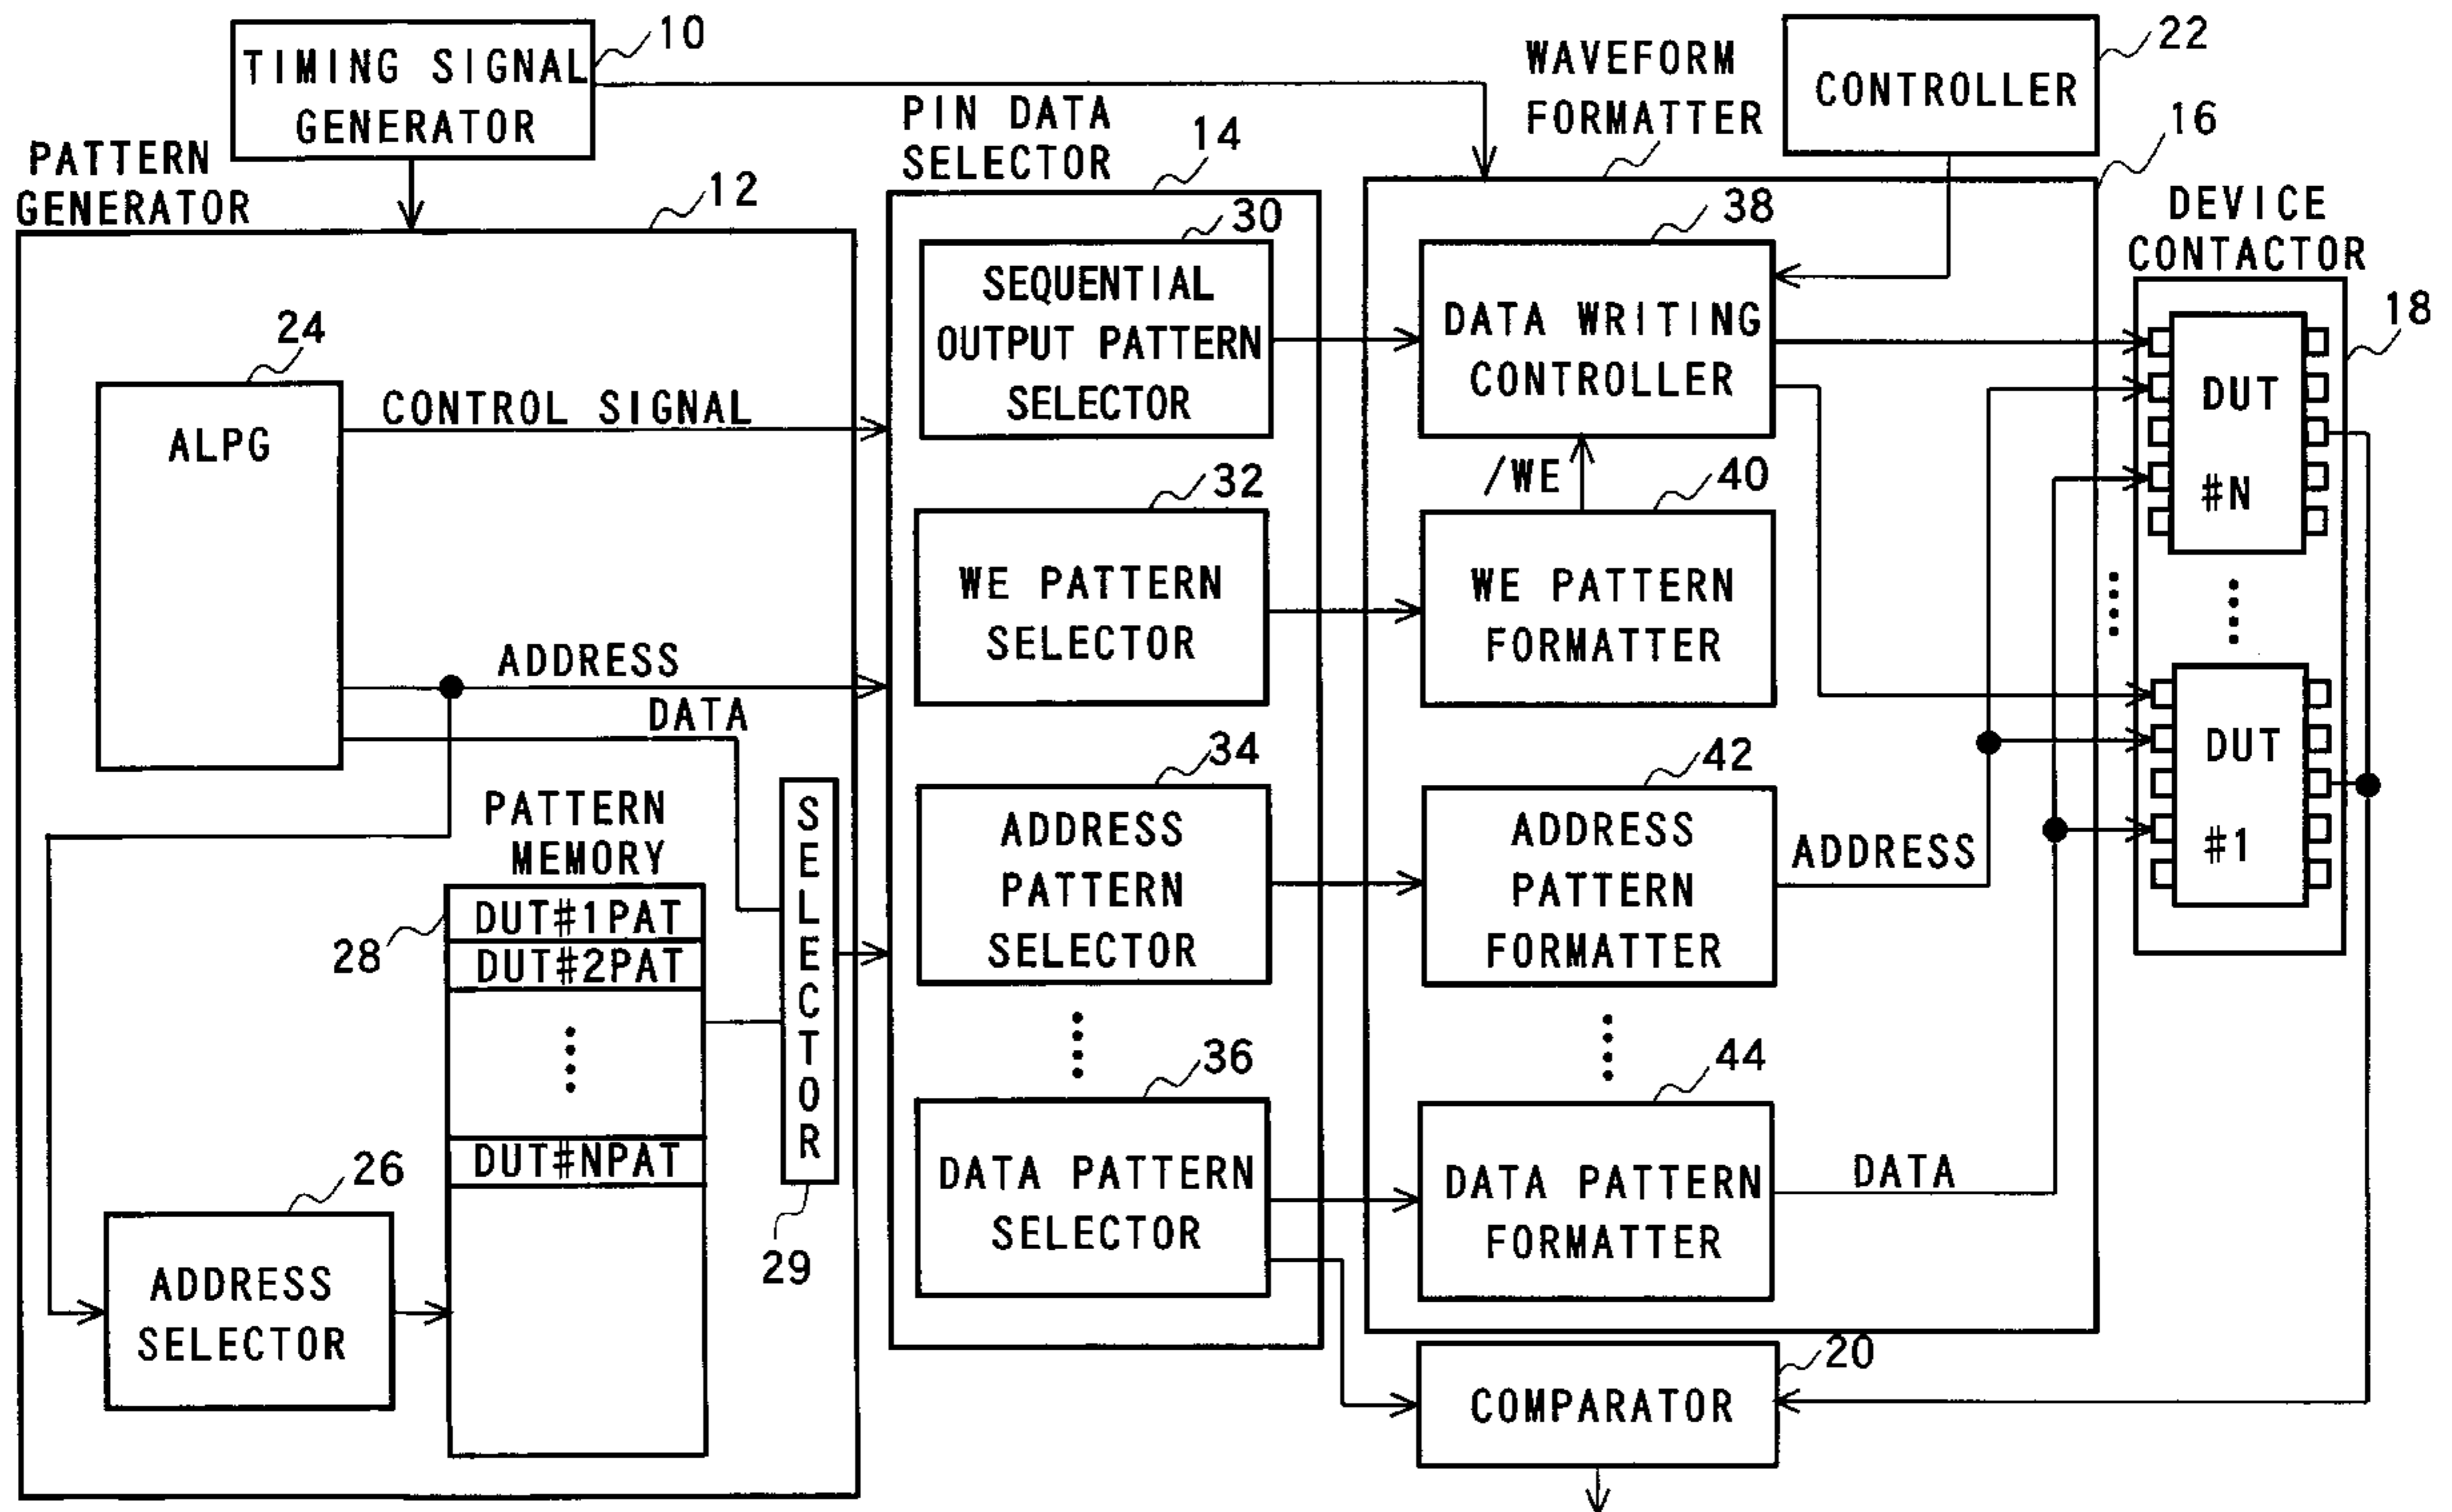 TIMING SIGNAL
GENERATOR
10
WAVEFORM
FORMATTER
CONTROLLER
22
PATTERN
GENERATOR
12
PIN DATA
SELECTOR
14
16
DEVICE
CONTACTOR
18
24
ALPG
CONTROL SIGNAL
ADDRESS
DATA
PATTERN
MEMORY
28
DUT#1PAT
DUT#2PAT
DUT#NPAT
SELECTOR
29
26
ADDRESS
SELECTOR
30
SEQUENTIAL
OUTPUT PATTERN
SELECTOR
32
WE PATTERN
SELECTOR
34
ADDRESS
PATTERN
SELECTOR
36
DATA PATTERN
SELECTOR
38
DATA WRITING
CONTROLLER
/WE
40
WE PATTERN
FORMATTER
42
ADDRESS
PATTERN
FORMATTER
ADDRESS
44
DATA PATTERN
FORMATTER
DATA
DUT
#N
DUT
#1
20
COMPARATOR